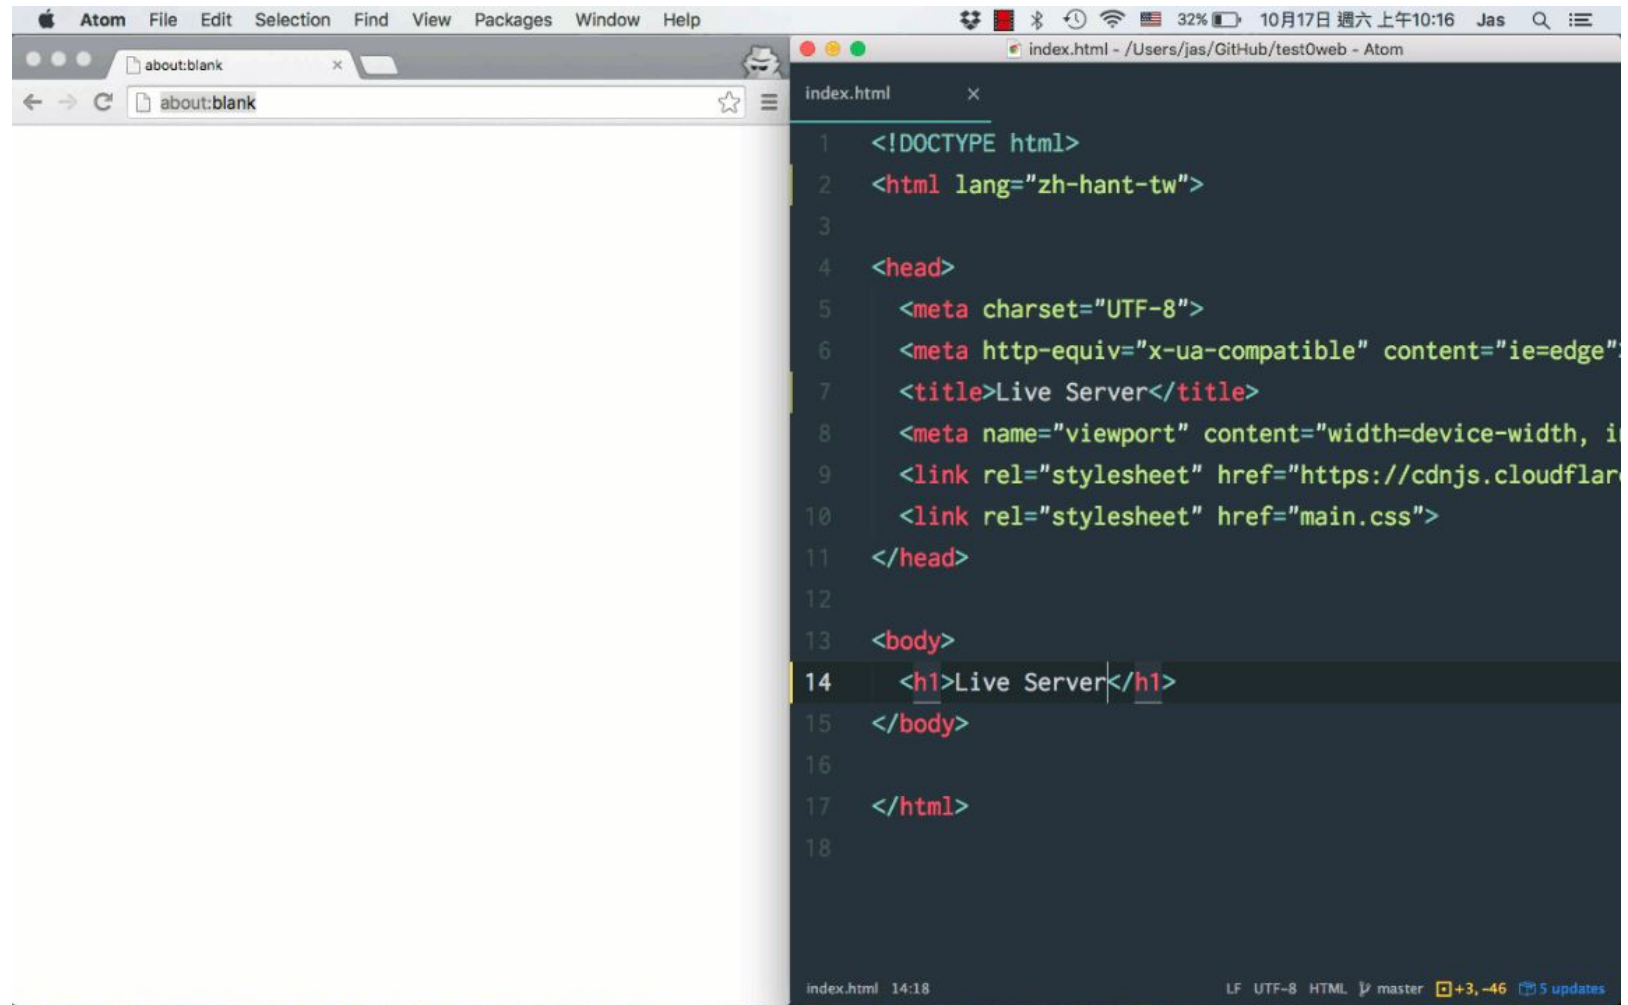 Atom File Edit Selection Find View Packages Window Help 32% 10月17日 週六 上午10:16 Jas
about:blank
about:blank
index.html - /Users/jas/GitHub/test0web - Atom
index.html
1 <!DOCTYPE html>
2 <html lang="zh-hant-tw">
3
4 <head>
5 <meta charset="UTF-8">
6 <meta http-equiv="x-ua-compatible" content="ie=edge"
7 <title>Live Server</title>
8 <meta name="viewport" content="width=device-width,
9 <link rel="stylesheet" href="https://cdnjs.cloudflar
10 <link rel="stylesheet" href="main.css">
11 </head>
12
13 <body>
14 <h1>Live Server</h1>
15 </body>
16
17 </html>
18
index.html 14:18 LF UTF-8 HTML master +3, -46 5 updates